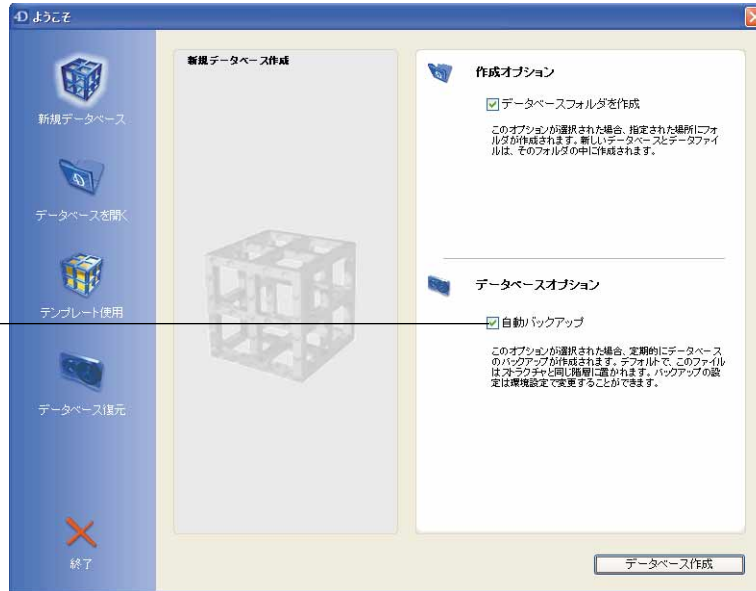 4D ようこそ
新規データベース
データベースを開く
テンプレート使用
データベース復元
終了
新規データベース作成
作成オプション
データベースフォルダを作成
このオプションが選択された場合、指定された場所にフォ
ルダが作成されます。新しいデータベースとデータファイ
ルは、そのフォルダの中に作成されます。
データベースオプション
自動バックアップ
このオプションが選択された場合、定期的にデータベース
のバックアップが作成されます。デフォルトで、このファイル
はストラクチャと同じ階層に置かれます。バックアップの設
定は環境設定で変更することができます。
データベース作成